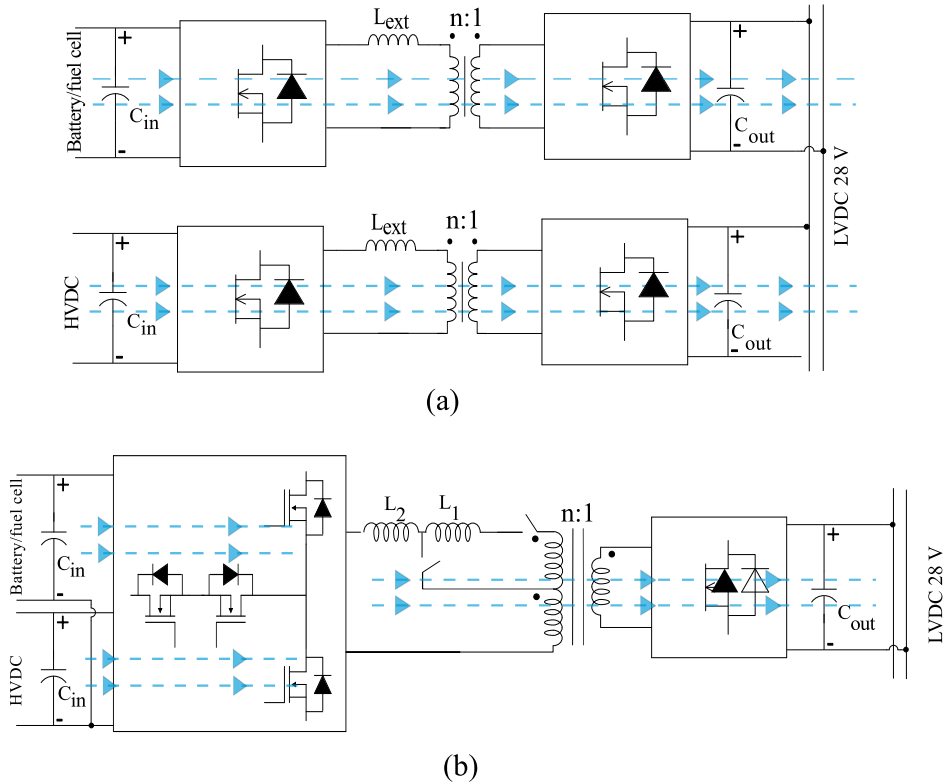 L_ext n:1
+
Battery/fuel cell
C_in
-
+
C_out
-
LVDC 28 V
L_ext n:1
+
HVDC
C_in
-
+
C_out
-
(a)
+
Battery/fuel cell
C_in
-
+
HVDC
C_in
-
L_2 L_1
n:1
+
C_out
-
LVDC 28 V
(b)